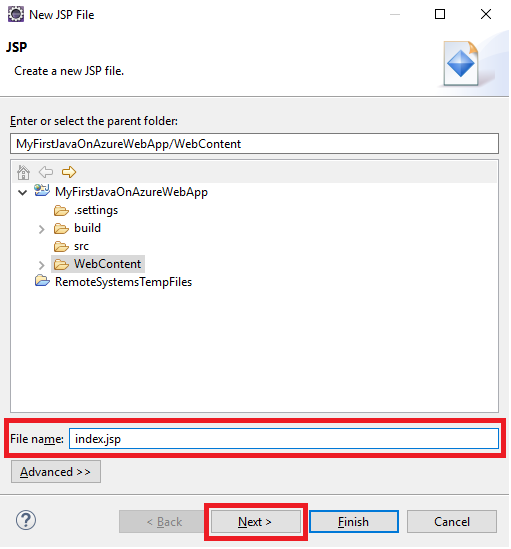 New JSP File
JSP
Create a new JSP file.
Enter or select the parent folder:
MyFirstJavaOnAzureWebApp/WebContent
MyFirstJavaOnAzureWebApp
.settings
build
src
WebContent
RemoteSystemsTempFiles
File name: index.jsp
Advanced >>
? < Back Next > Finish Cancel